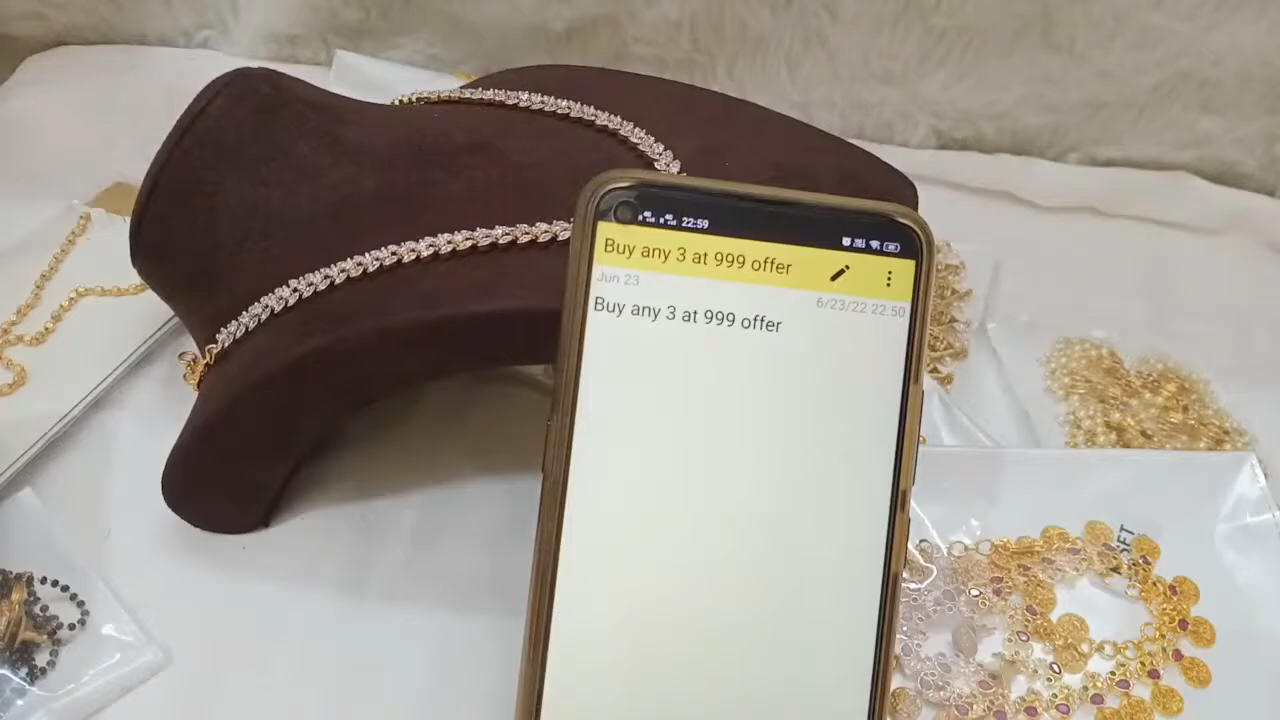 22:59
Buy any 3 at 999 offer
Jun 23
6/23/22 22:50
Buy any 3 at 999 offer